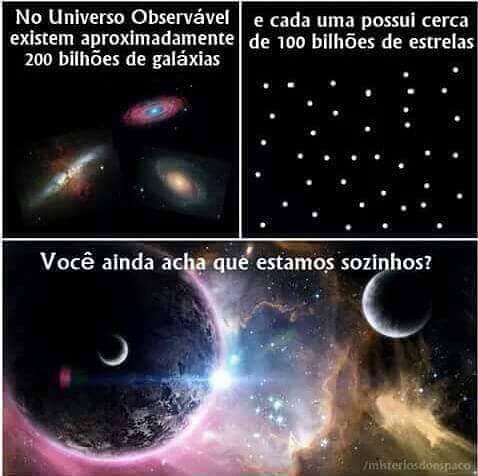 No Universo Observável
existem aproximadamente
200 bilhões de galáxias
e cada uma possui cerca
de 100 bilhões de estrelas
Você ainda acha que estamos sozinhos?
/misteriosdoespaco